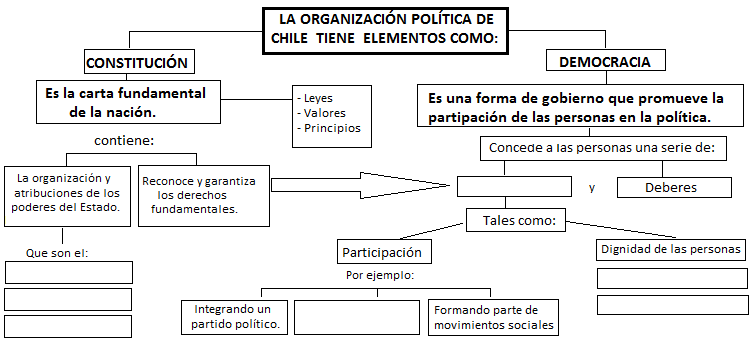 LA ORGANIZACIÓN POLÍTICA DE
CHILE TIENE ELEMENTOS COMO:
CONSTITUCIÓN
DEMOCRACIA
Es la carta fundamental
de la nación.
- Leyes
- Valores
- Principios
Es una forma de gobierno que promueve la
partipación de las personas en la política.
contiene:
Concede a las personas una serie de:
La organización y
atribuciones de los
poderes del Estado.
Reconoce y garantiza
los derechos
fundamentales.
y
Deberes
Tales como:
Que son el:
Participación
Dignidad de las personas
Por ejemplo:
Integrando un
partido político.
Formando parte de
movimientos sociales